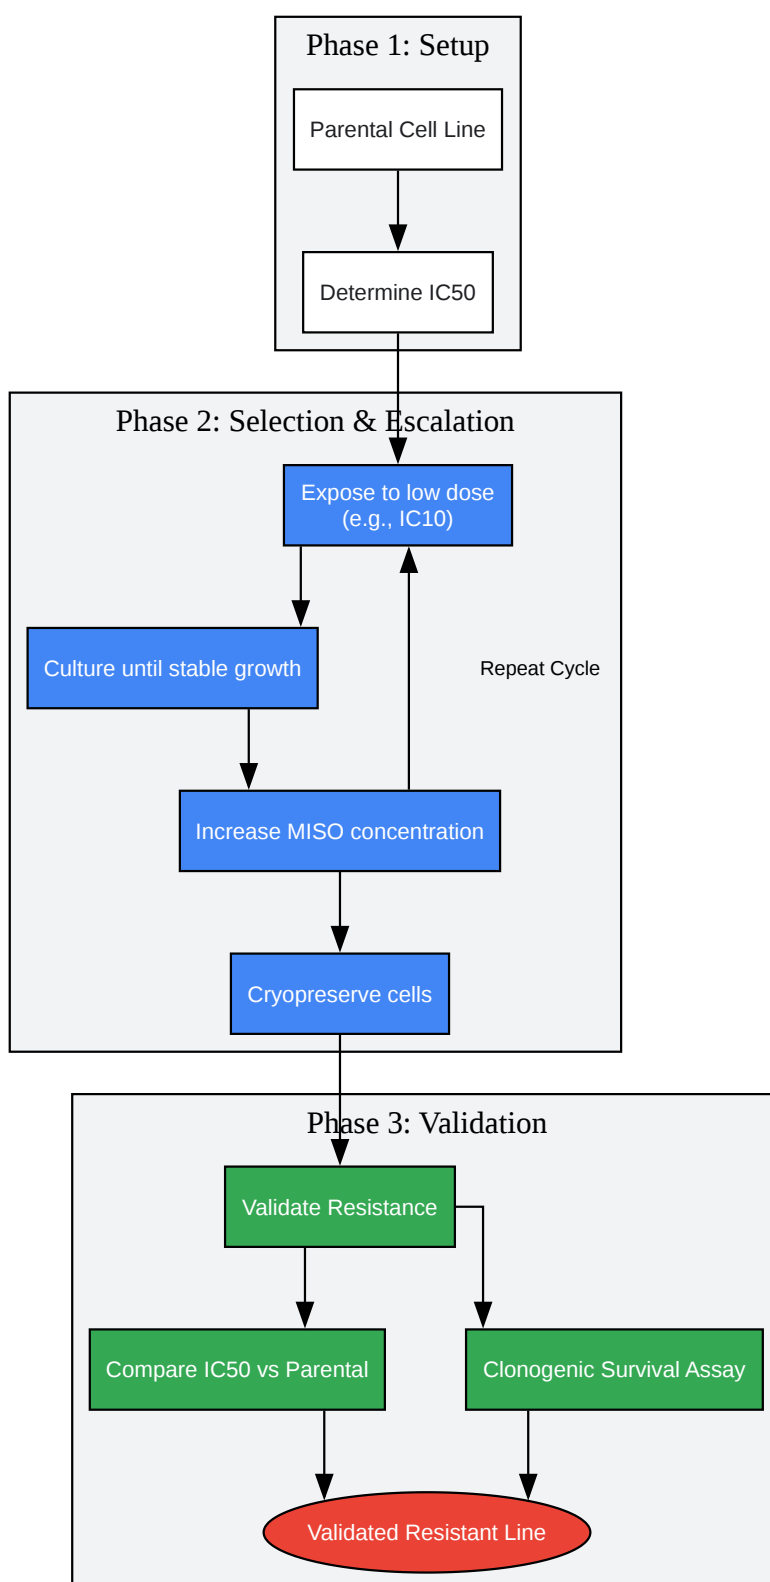 Phase 1: Setup
Parental Cell Line
Determine IC50
Phase 2: Selection & Escalation
Expose to low dose
(e.g., IC10)
Culture until stable growth
Repeat Cycle
Increase MISO concentration
Cryopreserve cells
Phase 3: Validation
Validate Resistance
Compare IC50 vs Parental
Clonogenic Survival Assay
Validated Resistant Line